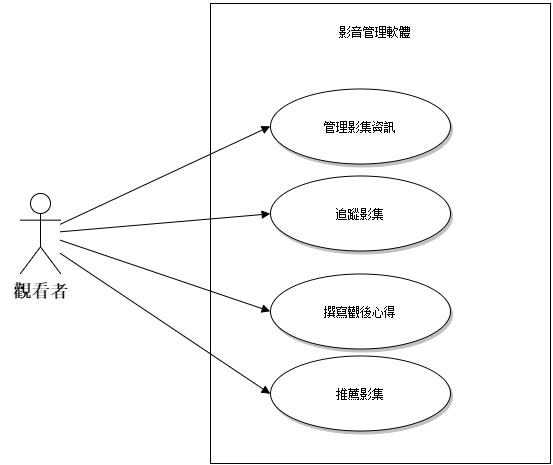 影音管理軟體
管理影集資訊
追蹤影集
觀看者
撰寫觀後心得
推薦影集